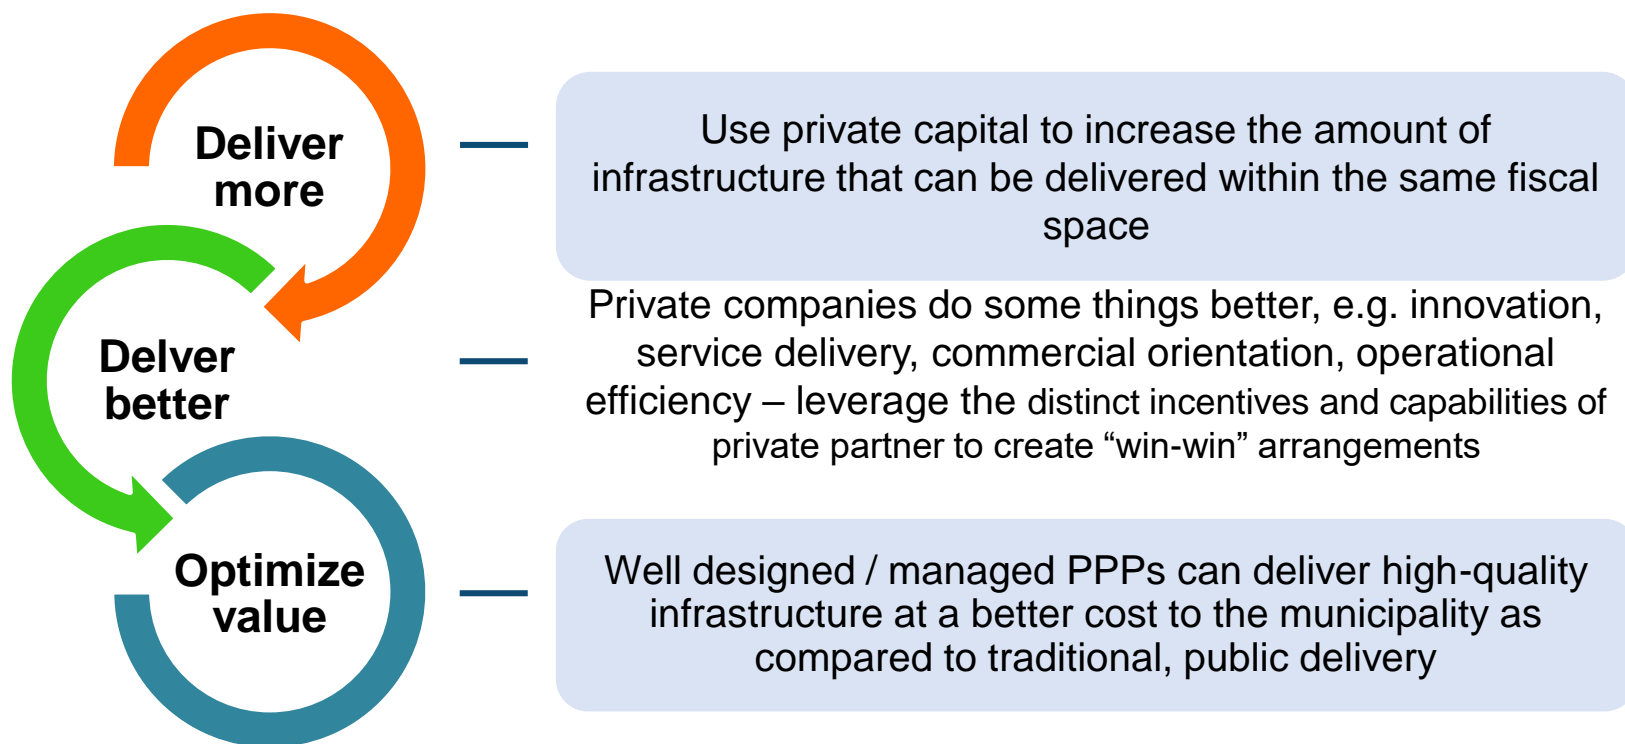 Deliver
more
Use private capital to increase the amount of
infrastructure that can be delivered within the same fiscal
space
Delver
better
Private companies do some things better, e.g. innovation,
service delivery, commercial orientation, operational
efficiency – leverage the distinct incentives and capabilities of
private partner to create “win-win” arrangements
Optimize
value
Well designed / managed PPPs can deliver high-quality
infrastructure at a better cost to the municipality as
compared to traditional, public delivery